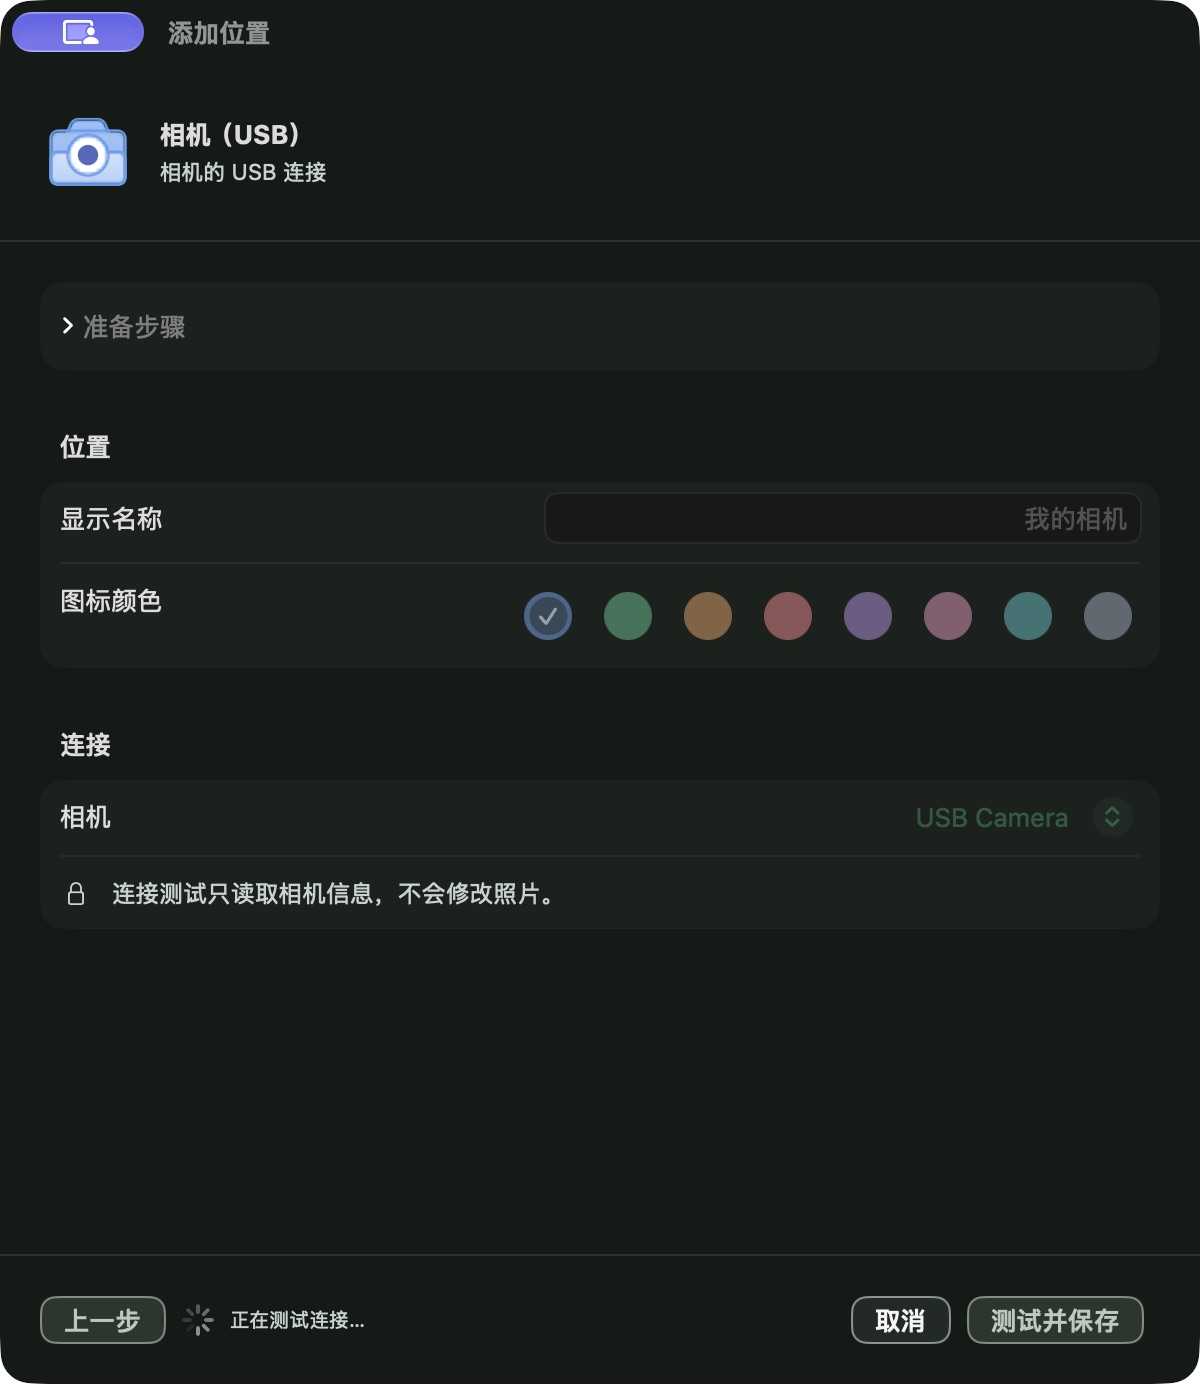 添加位置
相机（USB）
相机的 USB 连接
准备步骤
位置
显示名称
我的相机
图标颜色
连接
相机
USB Camera
连接测试只读取相机信息，不会修改照片。
上一步
正在测试连接...
取消
测试并保存